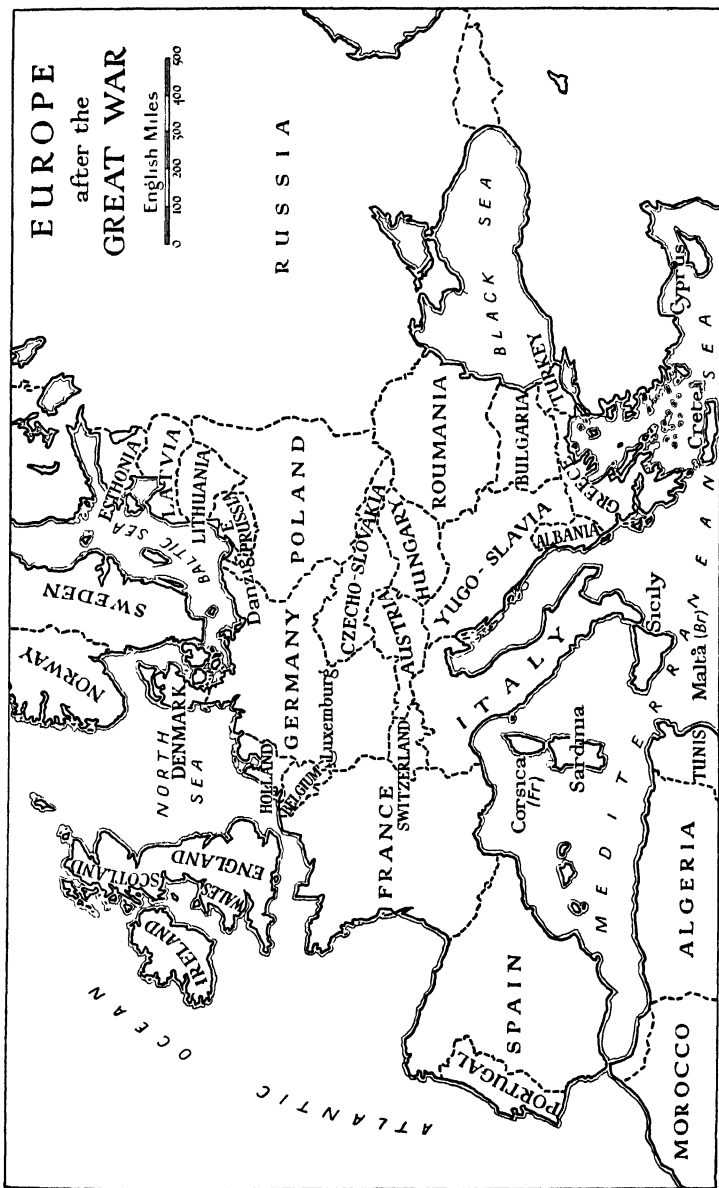 EUROPE
after the
GREAT WAR
English Miles
0 100 200 300 400 500
NORWAY
SWEDEN
ESTHONIA
LATVIA
LITHUANIA
BALTIC SEA
E.
PRUSSIA
Danzig
RUSSIA
NORTH
SEA
DENMARK
SCOTLAND
IRELAND
ENGLAND
WALES
ATLANTIC OCEAN
HOLLAND
BELGIUM
Luxemburg
GERMANY
POLAND
CZECHO-SLOVAKIA
FRANCE
SWITZERLAND
AUSTRIA
HUNGARY
ROUMANIA
BLACK SEA
YUGO-SLAVIA
BULGARIA
ITALY
ALBANIA
TURKEY
GREECE
SPAIN
PORTUGAL
Corsica
(Fr)
Sardinia
Sicily
Malta (Br)
Crete
Cyprus
MEDITERRANEAN SEA
MOROCCO
ALGERIA
TUNIS